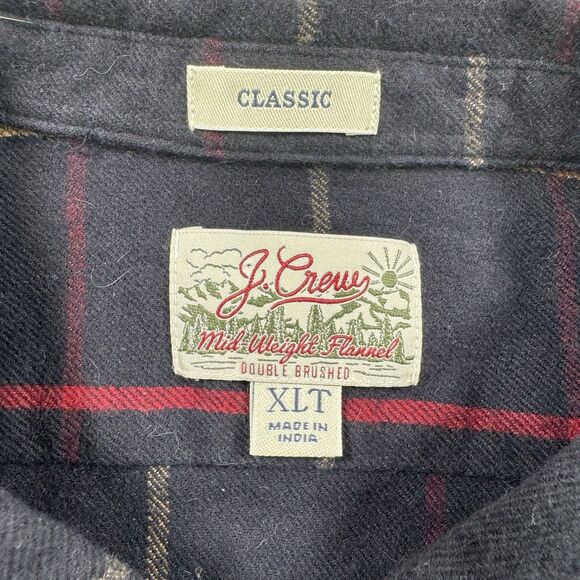 CLASSIC
J. Crew
Mid-Weight Flannel
DOUBLE BRUSHED
XLT
MADE IN
INDIA